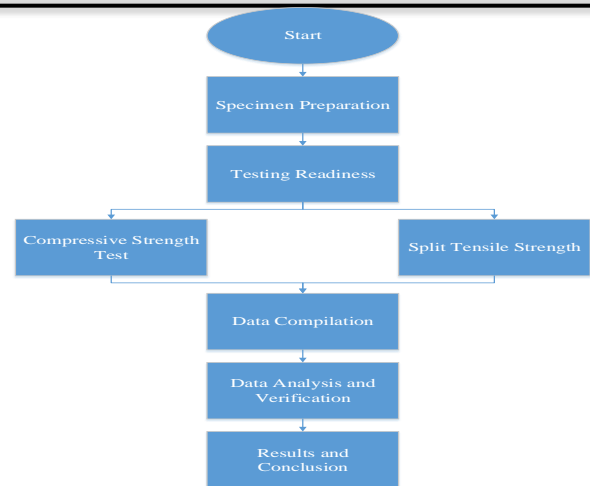 Start
Specimen Preparation
Testing Readiness
Compressive Strength
Test
Split Tensile Strength
Data Compilation
Data Analysis and
Verification
Results and
Conclusion